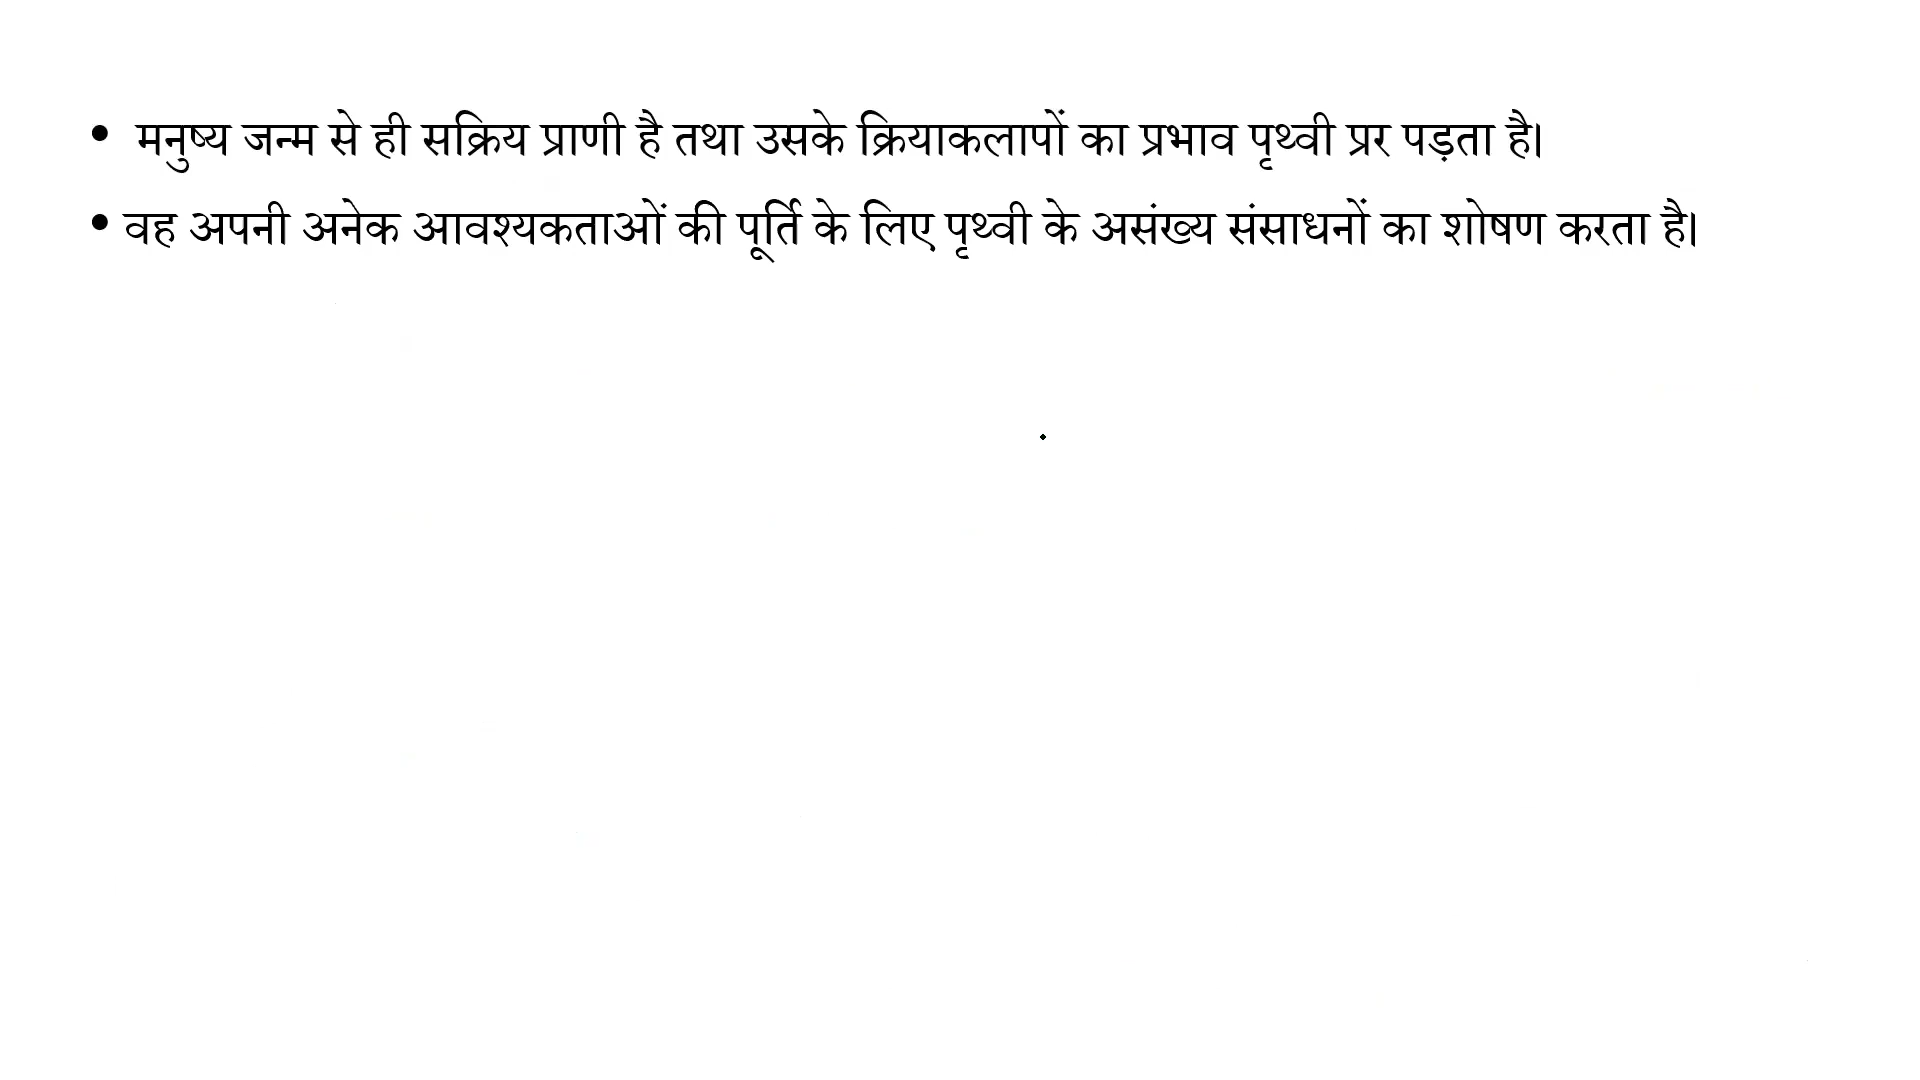 • मनुष्य जन्म से ही सक्रिय प्राणी है तथा उसके क्रियाकलापों का प्रभाव पृथ्वी प्रर पड़ता है।
• वह अपनी अनेक आवश्यकताओं की पूर्ति के लिए पृथ्वी के असंख्य संसाधनों का शोषण करता है।